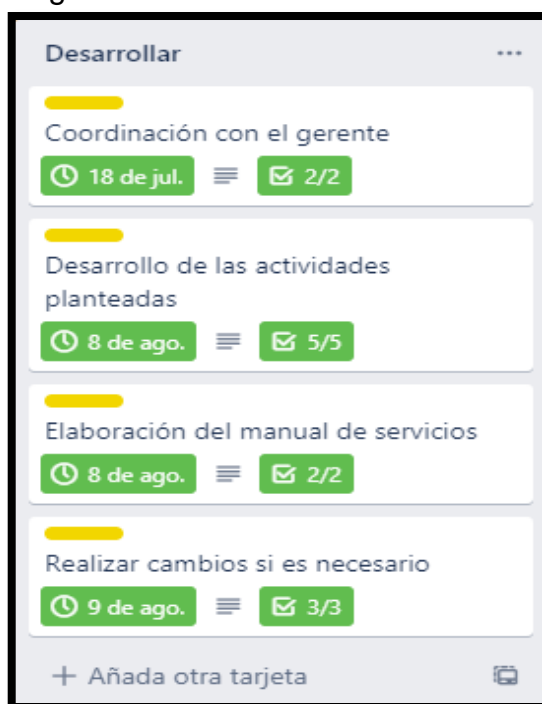 Desarrollar
Coordinación con el gerente
18 de jul. 2/2
Desarrollo de las actividades
planteadas
8 de ago. 5/5
Elaboración del manual de servicios
8 de ago. 2/2
Realizar cambios si es necesario
9 de ago. 3/3
+ Añada otra tarjeta